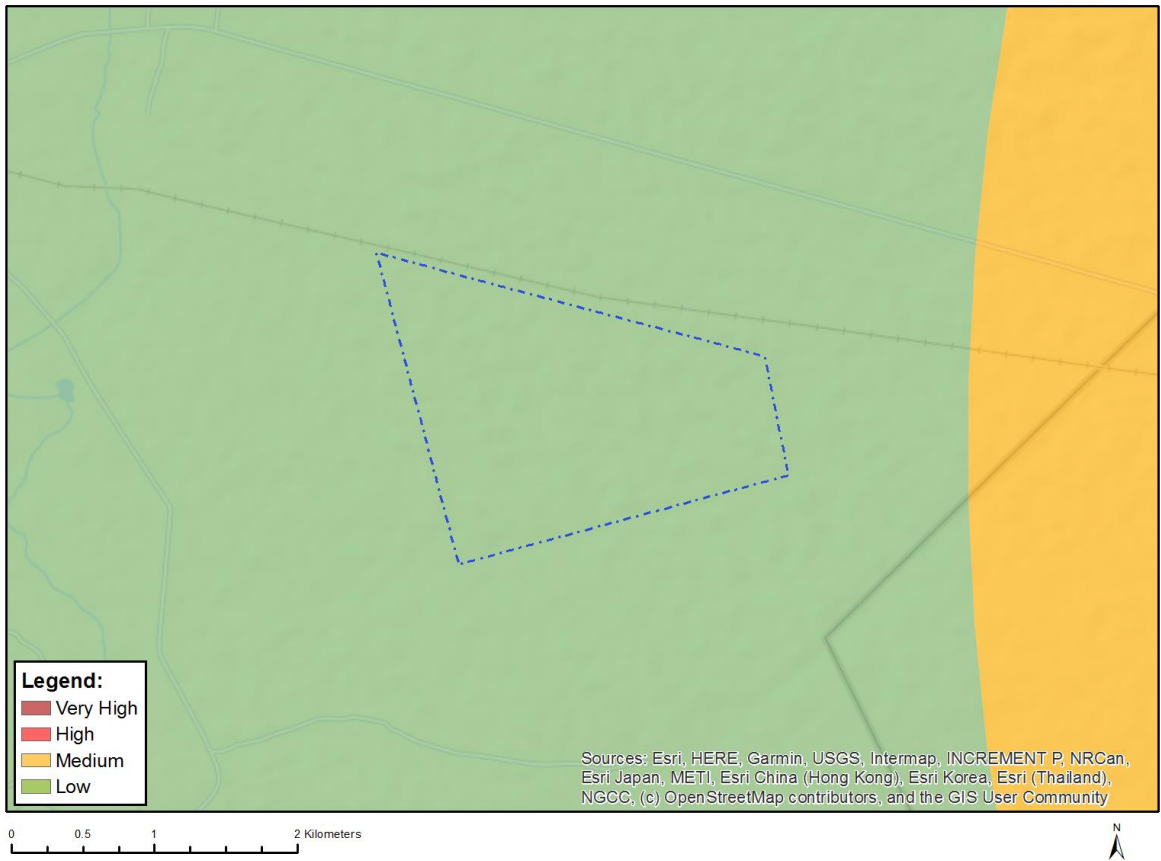 Legend:
Very High
High
Medium
Low
Sources: Esri, HERE, Garmin, USGS, Intermap, INCREMENT P, NRCan,
Esri Japan, METI, Esri China (Hong Kong), Esri Korea, Esri (Thailand),
NGCC, (c) OpenStreetMap contributors, and the GIS User Community
0 0.5 1 2 Kilometers
N